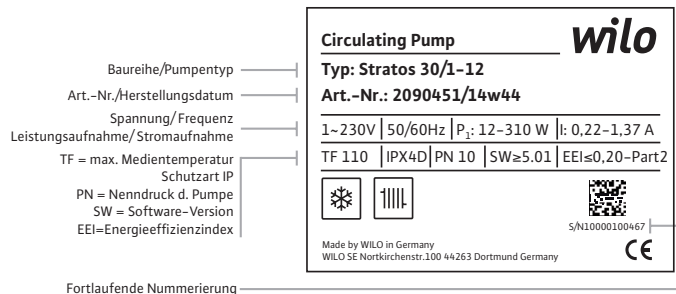 Baureihe/Pumpentyp
Art.-Nr./Herstellungsdatum
Spannung/Frequenz
Leistungsaufnahme/Stromaufnahme
TF = max. Medientemperatur
Schutzart IP
PN = Nenndruck d. Pumpe
SW = Software-Version
EEI=Energieeffizienzindex
Fortlaufende Nummerierung
wilo
Circulating Pump
Typ: Stratos 30/1-12
Art.-Nr.: 2090451/14w44
1~230V 50/60Hz P1: 12-310 W I: 0,22-1,37 A
TF 110 IPX4D PN 10 SW≥5.01 EEI≤0,20-Part2
S/N10000100467
Made by WILO in Germany
WILO SE Nortkirchenstr.100 44263 Dortmund Germany
CE